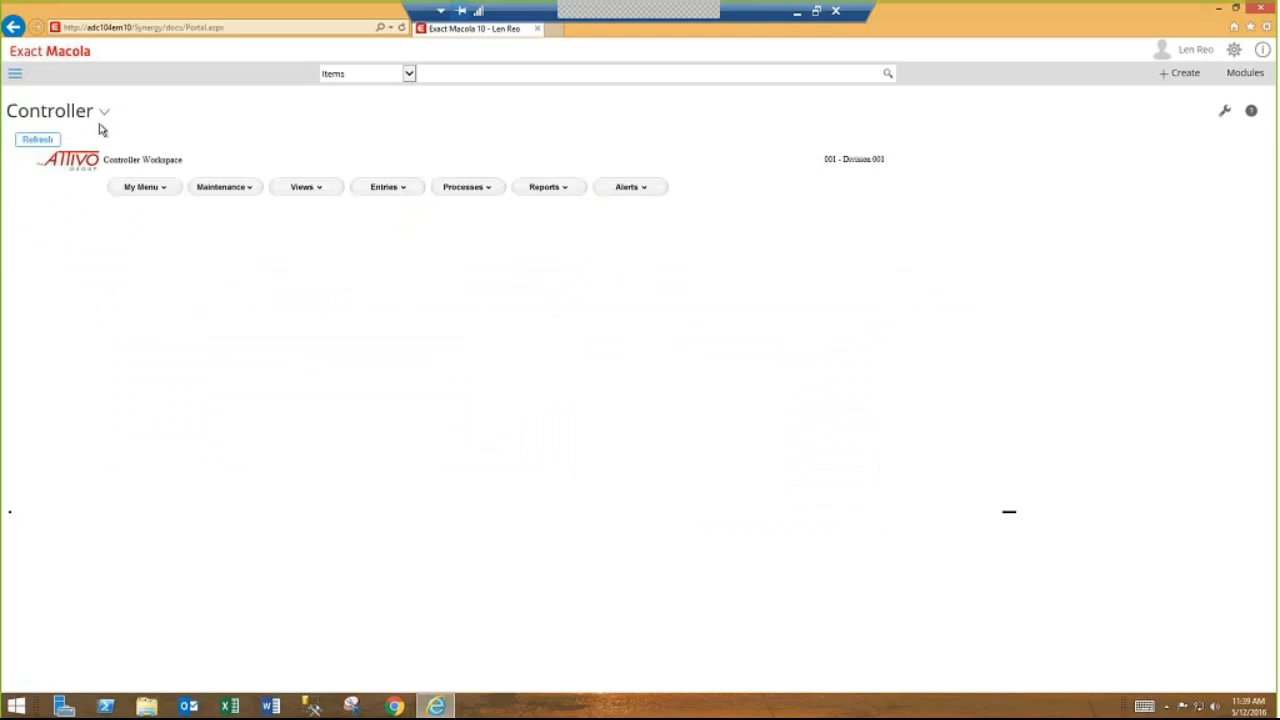 http://adc104em10/Synergy/docs/Portal.aspx
Exact Macola 10 - Len Reo
Exact Macola
Len Reo
Items
Create
Modules
Controller
Refresh
The ATTIVO GROUP
Controller Workspace
001 - Division 001
My Menu
Maintenance
Views
Entries
Processes
Reports
Alerts
11:39 AM
5/12/2016